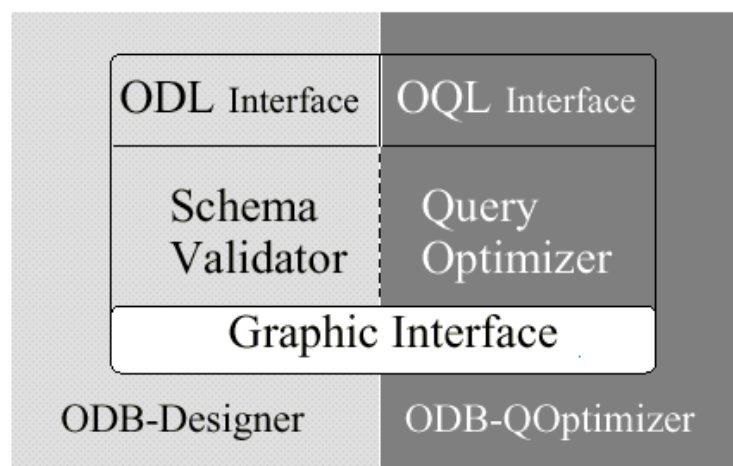 ODL Interface
OQL Interface
Schema
Validator
Query
Optimizer
Graphic Interface
ODB-Designer
ODB-QOptimizer